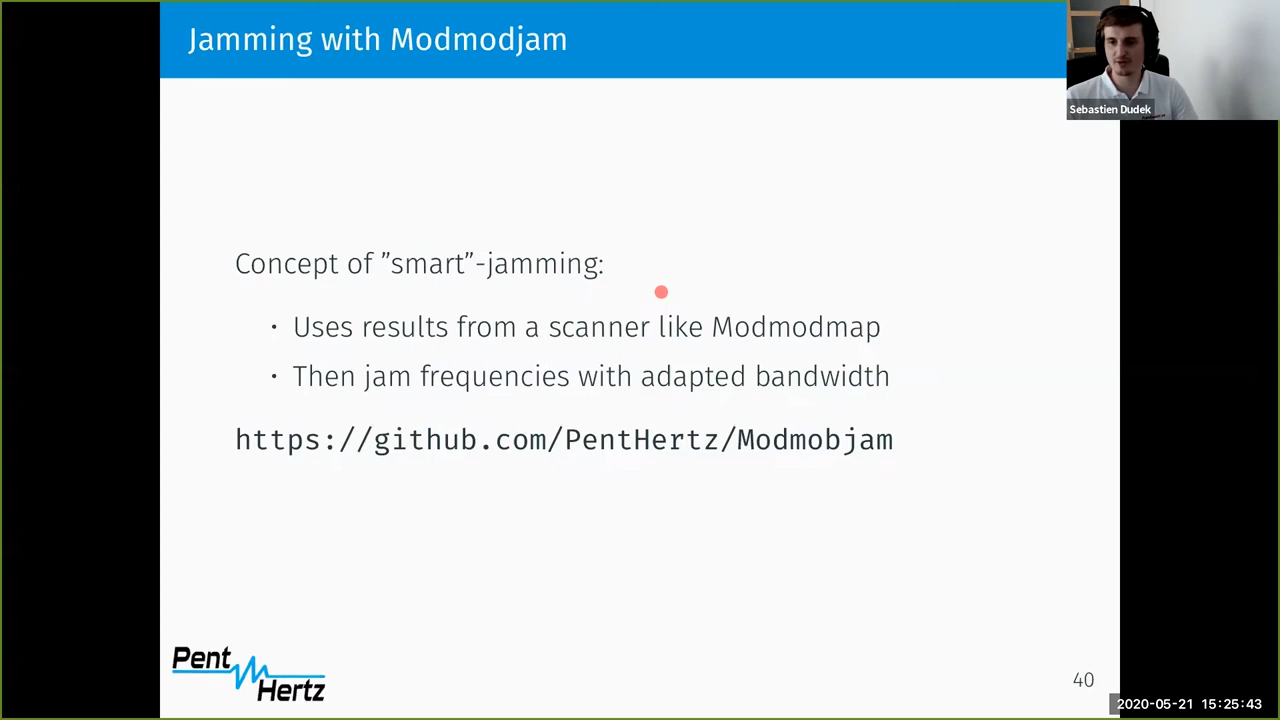 Jamming with Modmodjam
Sebastien Dudek
Concept of ”smart”-jamming:
• Uses results from a scanner like Modmodmap
• Then jam frequencies with adapted bandwidth
https://github.com/PentHertz/Modmobjam
Pent
Hertz
40
2020-05-21 15:25:43